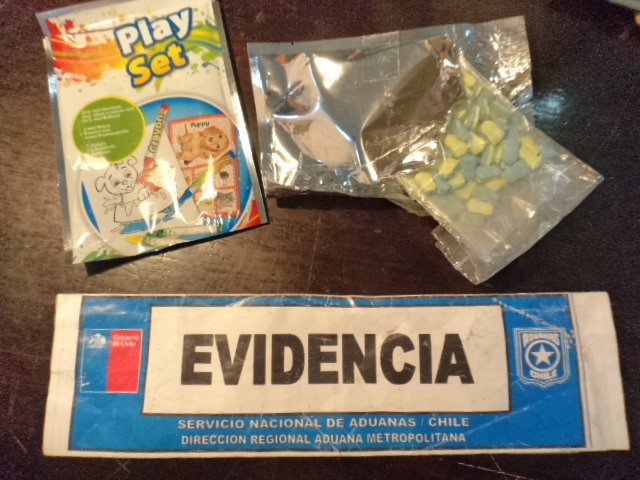 Play
Set
CRAYONS
Puppy
Gobierno
de Chile
EVIDENCIA
ADUANAS
CHILE
SERVICIO NACIONAL DE ADUANAS / CHILE
DIRECCION REGIONAL ADUANA METROPOLITANA